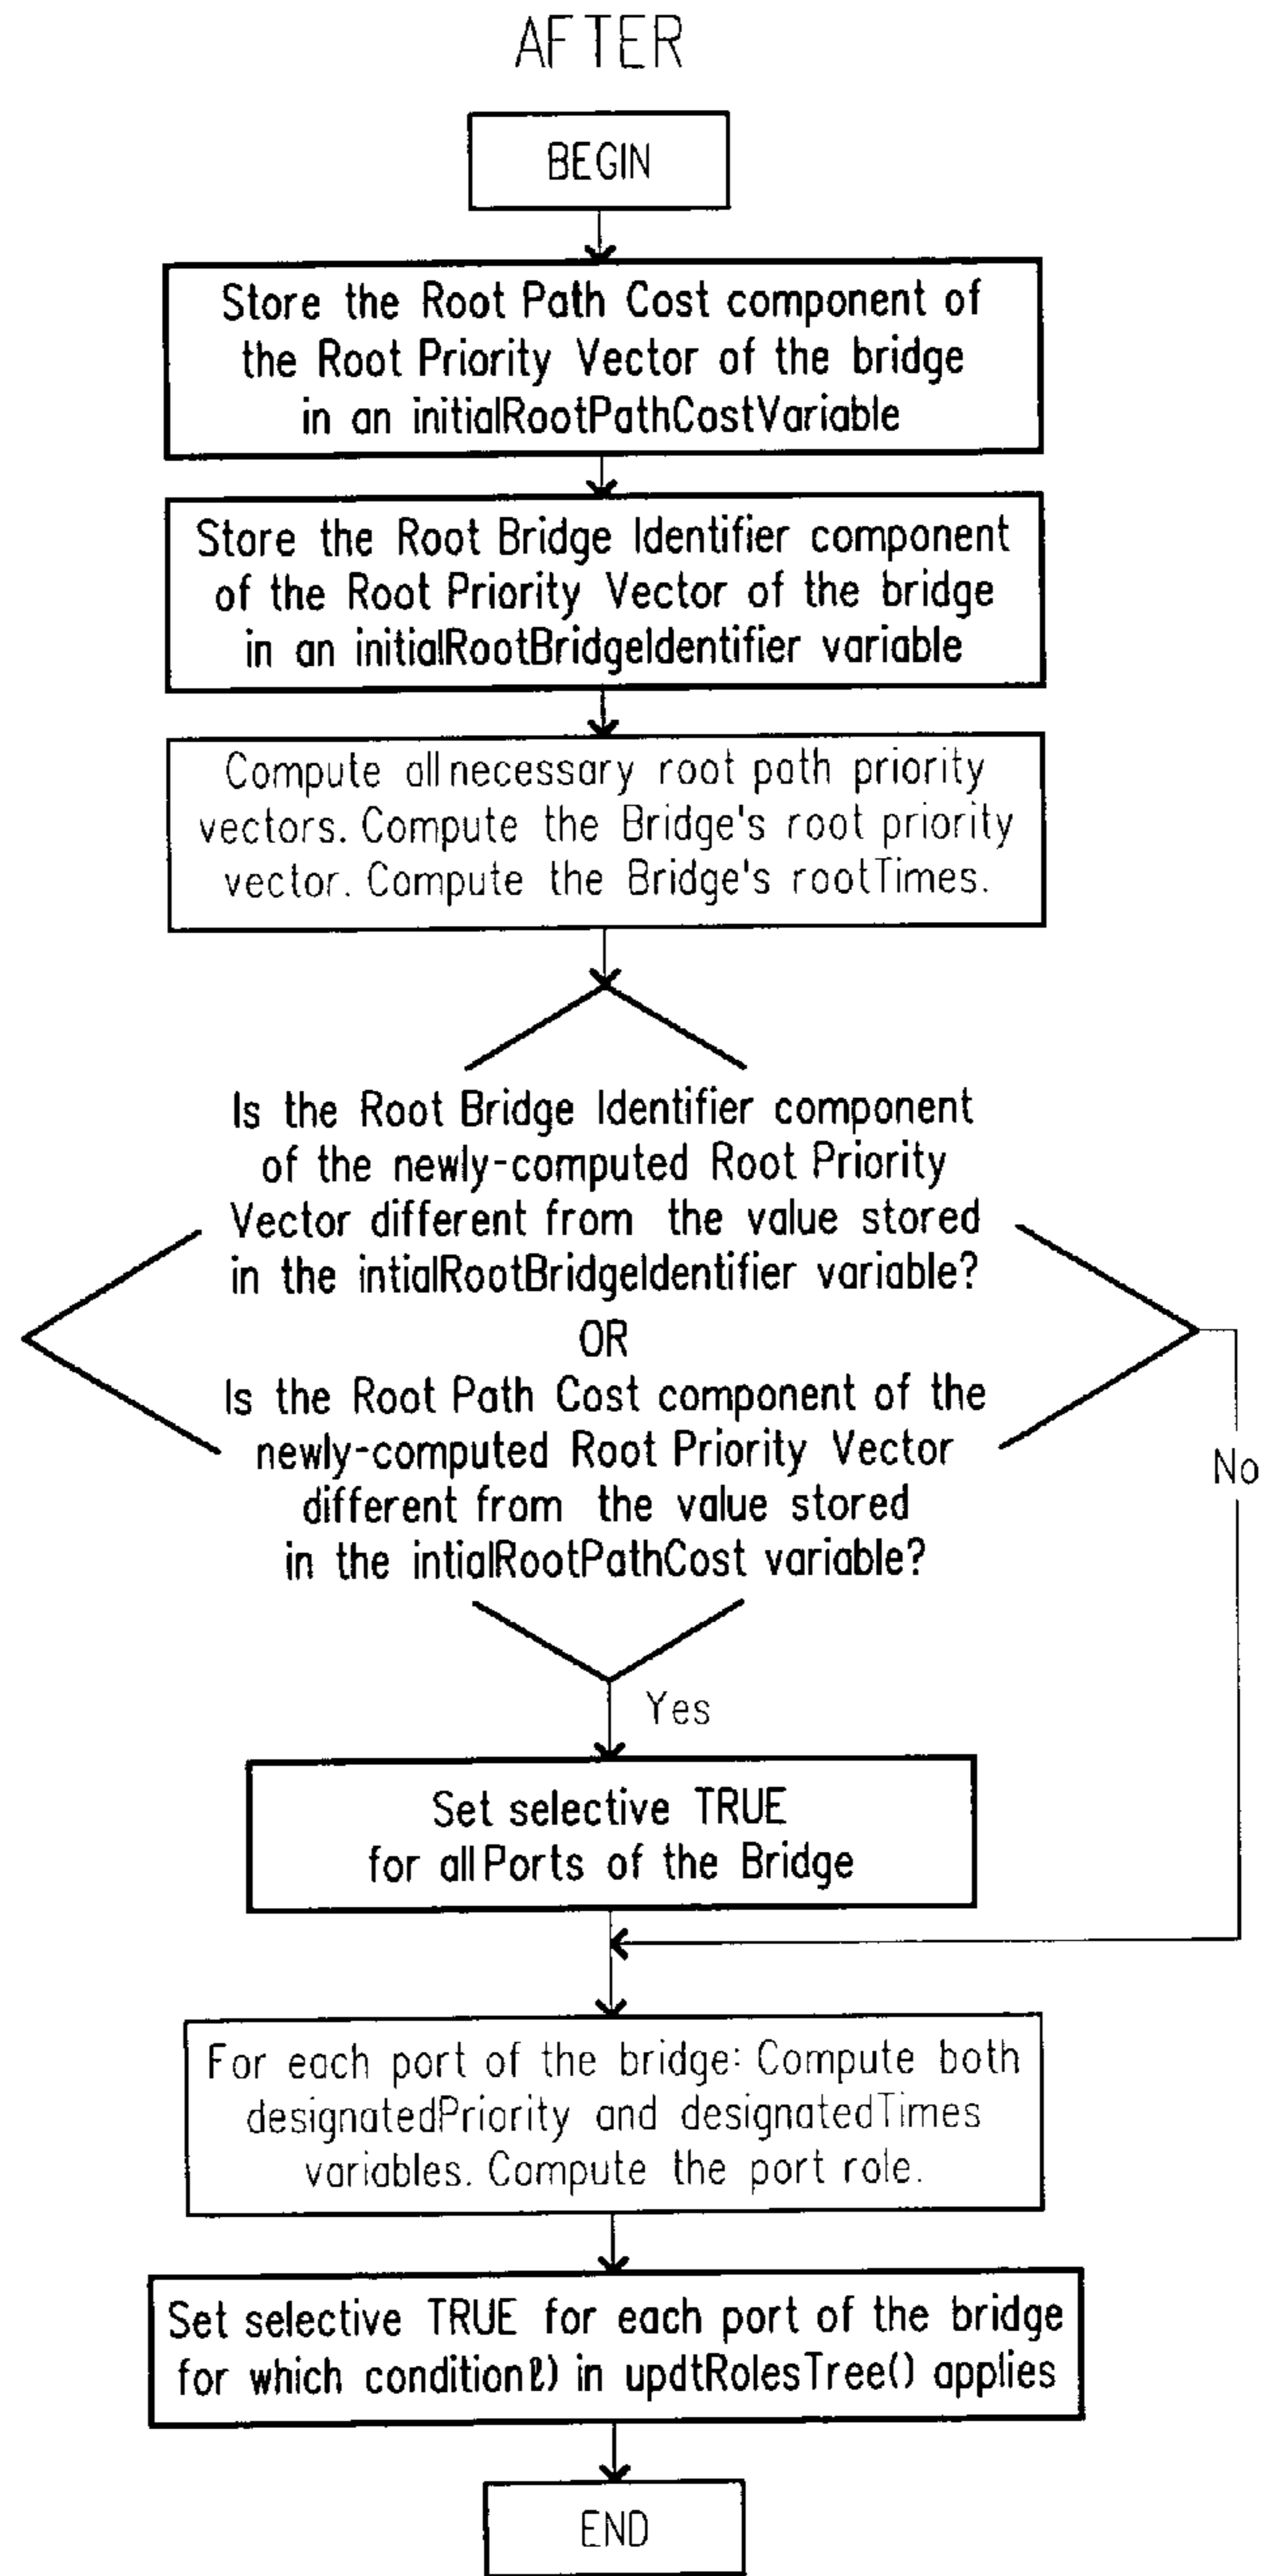 AFTER
BEGIN
Store the Root Path Cost component of
the Root Priority Vector of the bridge
in an initialRootPathCostVariable
Store the Root Bridge Identifier component
of the Root Priority Vector of the bridge
in an initialRootBridgeIdentifier variable
Compute all necessary root path priority
vectors. Compute the Bridge's root priority
vector. Compute the Bridge's rootTimes.
Is the Root Bridge Identifier component
of the newly-computed Root Priority
Vector different from the value stored
in the intialRootBridgeIdentifier variable?
OR
Is the Root Path Cost component of the
newly-computed Root Priority Vector
different from the value stored
in the intialRootPathCost variable?
No
Yes
Set selective TRUE
for all Ports of the Bridge
For each port of the bridge: Compute both
designatedPriority and designatedTimes
variables. Compute the port role.
Set selective TRUE for each port of the bridge
for which condition ℓ) in updtRolesTree() applies
END